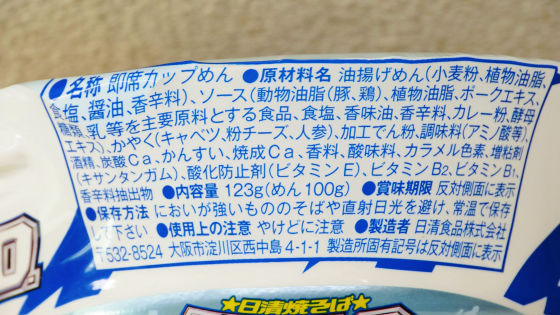 ●名称 即席カップめん ●原材料名 油揚げめん(小麦粉、植物油脂、
食塩、醤油、香辛料)、ソース(動物油脂(豚、鶏)、植物油脂、ポークエキス、
糖類、乳等を主要原料とする食品、食塩、香味油、香辛料、カレー粉、酵母
エキス)、かやく(キャベツ、粉チーズ、人参)、加工でん粉、調味料(アミノ酸等)、
酒精、炭酸Ca、かんすい、焼成Ca、香料、酸味料、カラメル色素、増粘剤
(キサンタンガム)、酸化防止剤(ビタミンE)、ビタミンB2、ビタミンB1、
香辛料抽出物 ●内容量 123g(めん100g) ●賞味期限 反対側面に表示
●保存方法 においが強いもののそばや直射日光を避け、常温で保存
して下さい ●使用上の注意 やけどに注意 ●製造者 日清食品株式会社
〒532-8524 大阪市淀川区西中島4-1-1 製造所固有記号は反対側面に表示
★日清焼そば★